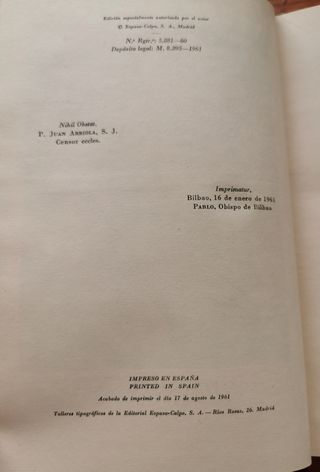 Edición especialmente autorizada por el autor
© Espasa-Calpe, S. A., Madrid
N.º Rgtr.º: 5.081—60
Depósito legal: M. 8.095—1961
Nihil Obstat,
P. JUAN ARRIOLA, S. J.
Censor eccles.
Imprimatur,
Bilbao, 16 de enero de 1961
PABLO, Obispo de Bilbao
IMPRESO EN ESPAÑA
PRINTED IN SPAIN
Acabado de imprimir el día 17 de agosto de 1961
Talleres tipográficos de la Editorial Espasa-Calpe, S. A. — Ríos Rosas, 26. Madrid